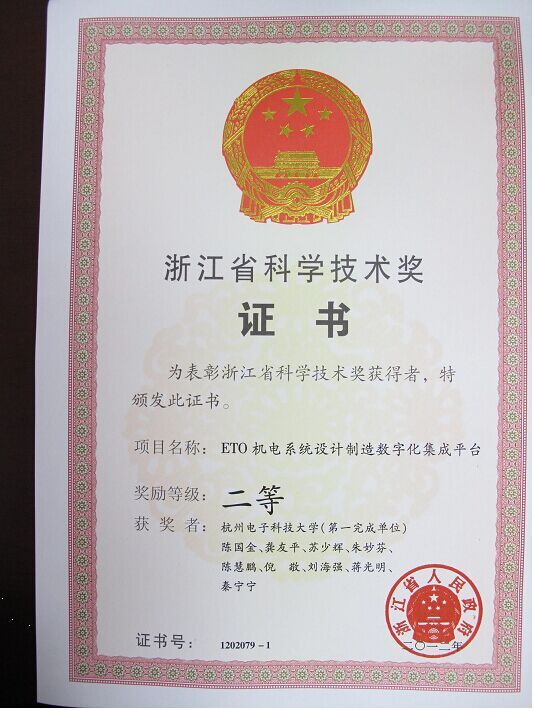 浙江省科学技术奖
证书
为表彰浙江省科学技术奖获得者，特
颁发此证书。
项目名称： ETO 机电系统设计制造数字化集成平台
奖励等级： 二等
获奖者： 杭州电子科技大学(第一完成单位)
陈国金、龚友平、苏少辉、朱妙芬、
陈慧鹏、倪 敬、刘海强、蒋光明、
秦宁宁
浙江省人民政府
二〇一二年
证书号： 1202079-1